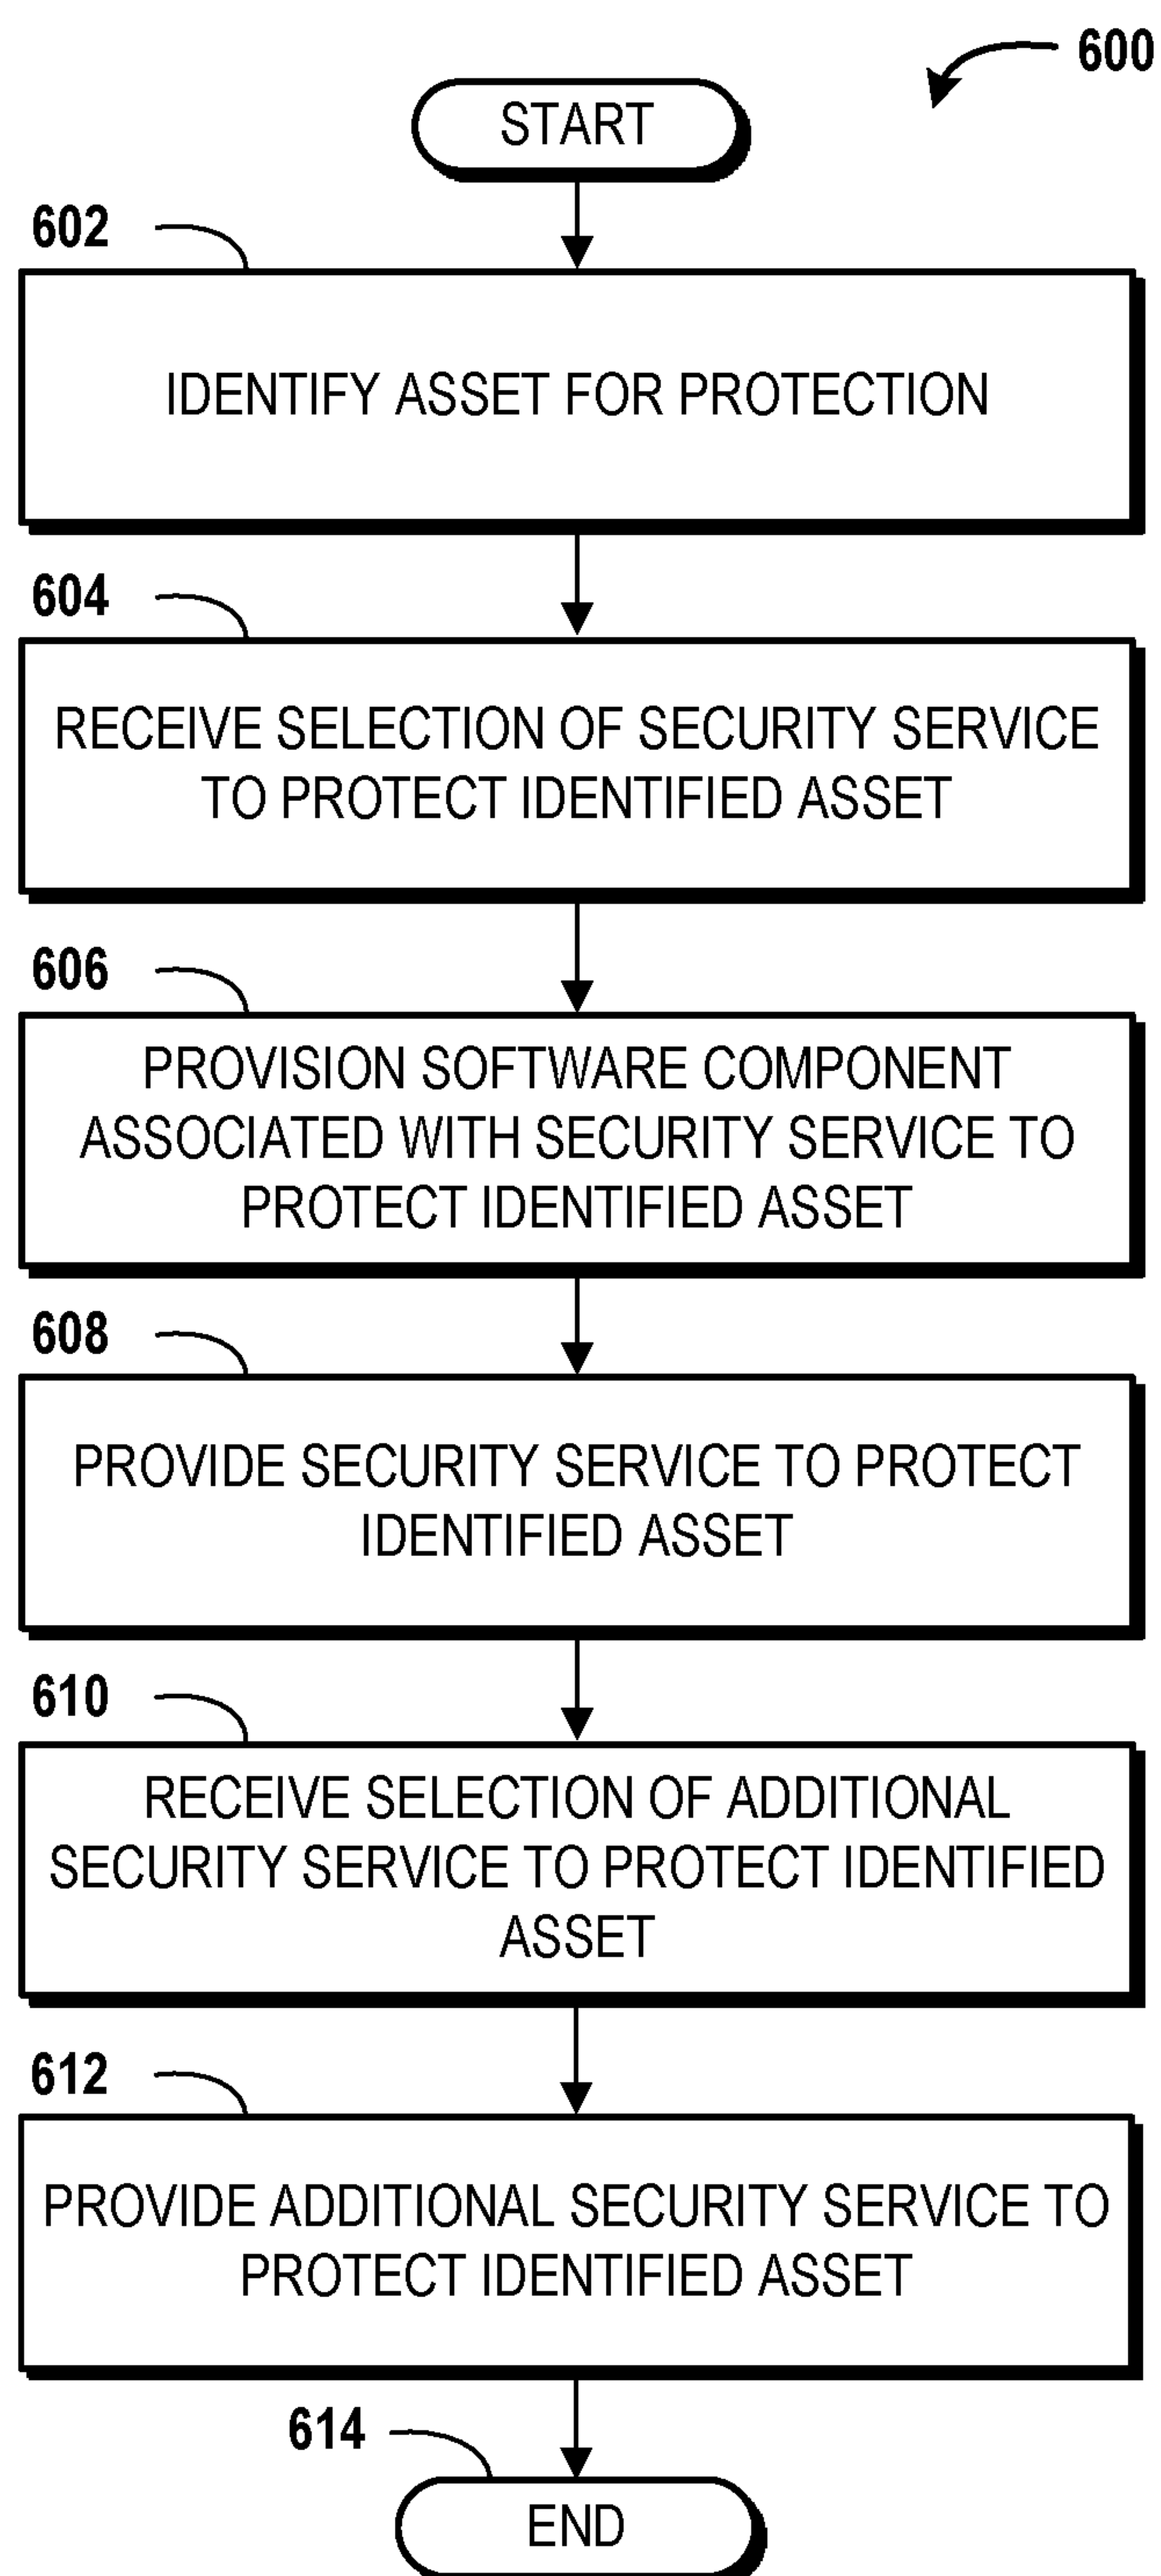 600
START
602
IDENTIFY ASSET FOR PROTECTION
604
RECEIVE SELECTION OF SECURITY SERVICE
TO PROTECT IDENTIFIED ASSET
606
PROVISION SOFTWARE COMPONENT
ASSOCIATED WITH SECURITY SERVICE TO
PROTECT IDENTIFIED ASSET
608
PROVIDE SECURITY SERVICE TO PROTECT
IDENTIFIED ASSET
610
RECEIVE SELECTION OF ADDITIONAL
SECURITY SERVICE TO PROTECT IDENTIFIED
ASSET
612
PROVIDE ADDITIONAL SECURITY SERVICE TO
PROTECT IDENTIFIED ASSET
614
END